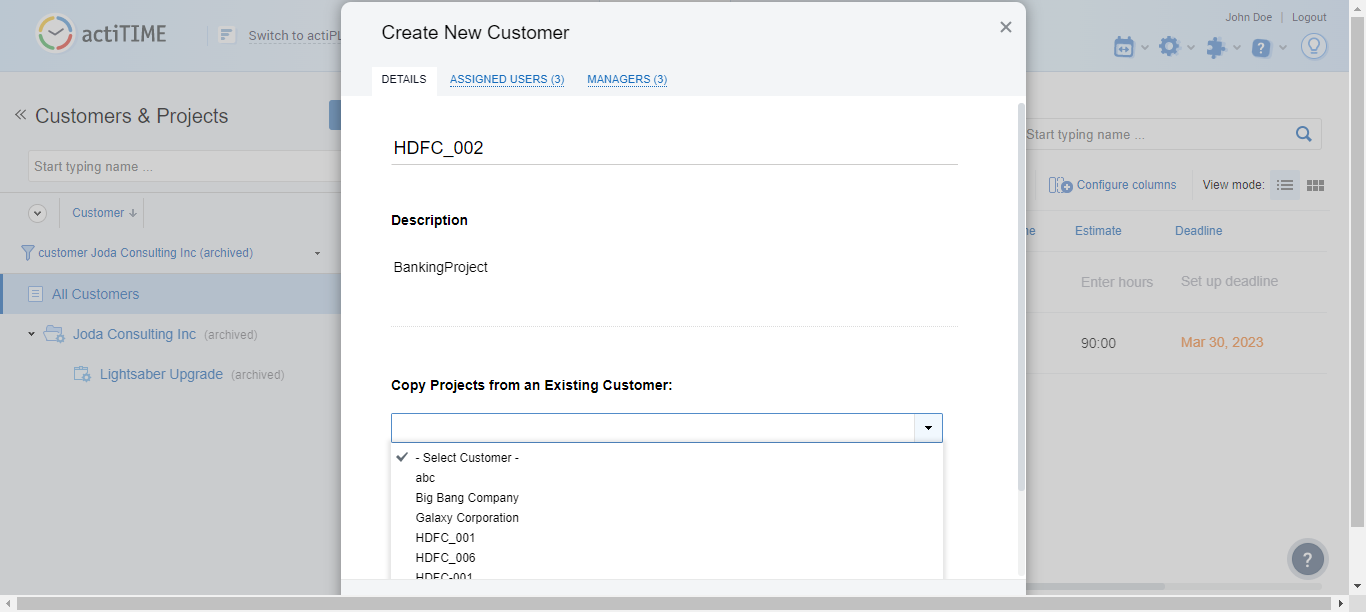 actiTIME
Switch to actiPL
John Doe
Logout
Customers & Projects
Start typing name ...
Customer
customer Joda Consulting Inc (archived)
All Customers
Joda Consulting Inc (archived)
Lightsaber Upgrade (archived)
Create New Customer
DETAILS
ASSIGNED USERS (3)
MANAGERS (3)
HDFC_002
Description
BankingProject
Copy Projects from an Existing Customer:
- Select Customer -
abc
Big Bang Company
Galaxy Corporation
HDFC_001
HDFC_006
HDFC-001
Start typing name ...
Configure columns
View mode:
Estimate
Deadline
Enter hours
Set up deadline
90:00
Mar 30, 2023